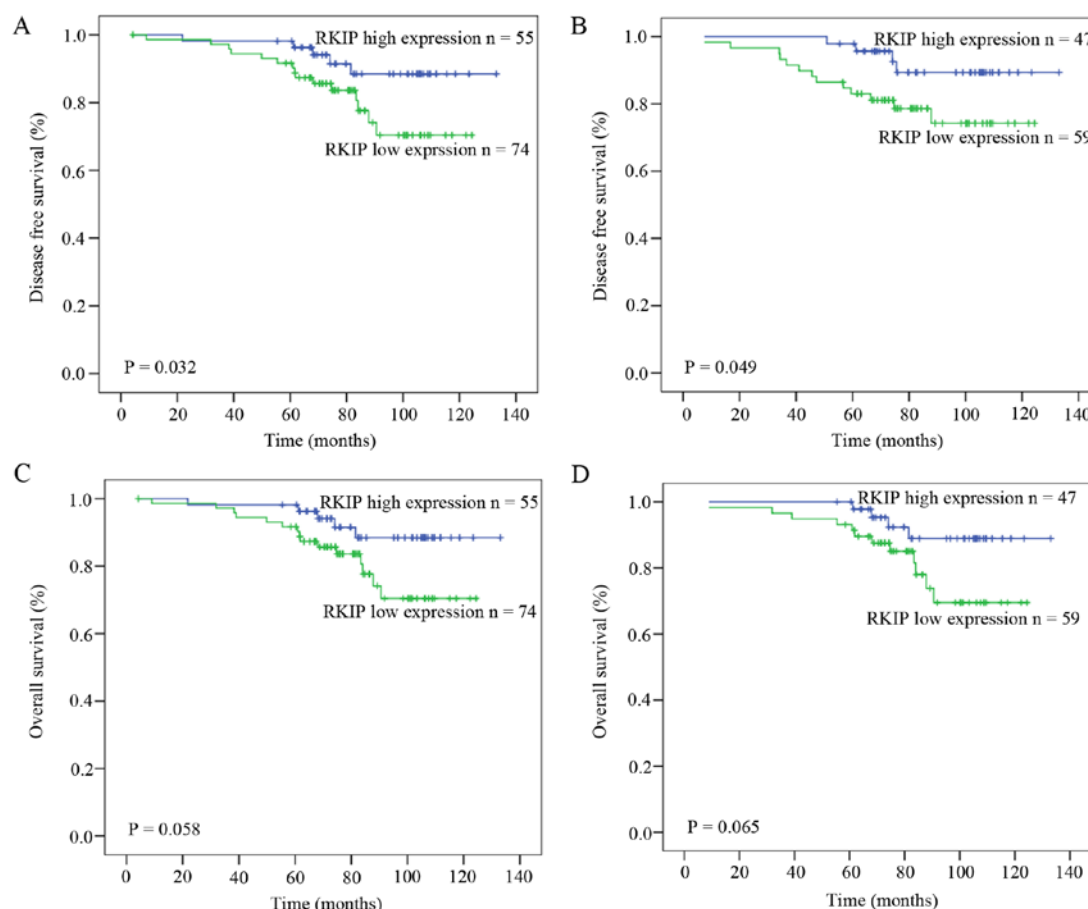 A
1.0
0.8
0.6
0.4
0.2
0.0
Disease free survival (%)
RKIP high expression n = 55
RKIP low exprssion n = 74
P = 0.032
0 20 40 60 80 100 120 140
Time (months)
B
1.0
0.8
0.6
0.4
0.2
0.0
Disease free survival (%)
RKIP high expression n = 47
RKIP low expression n = 59
P = 0.049
0 20 40 60 80 100 120 140
Time (months)
C
1.0
0.8
0.6
0.4
0.2
0.0
Overall survival (%)
RKIP high expression n = 55
RKIP low expression n = 74
P = 0.058
0 20 40 60 80 100 120 140
Time (months)
D
1.0
0.8
0.6
0.4
0.2
0.0
Overall survival (%)
RKIP high expression n = 47
RKIP low expression n = 59
P = 0.065
0 20 40 60 80 100 120 140
Time (months)